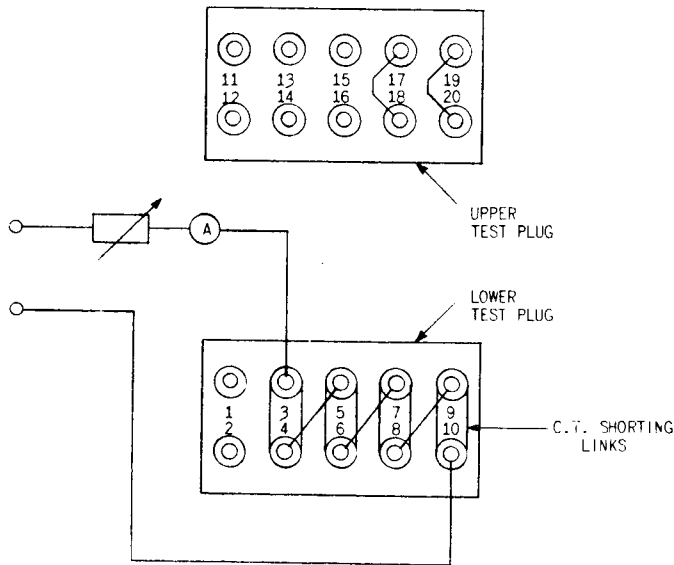 11 13 15 17 19
12 14 16 18 20
UPPER
TEST PLUG
A
LOWER
TEST PLUG
1 3 5 7 9
2 4 6 8 10
C.T. SHORTING
LINKS